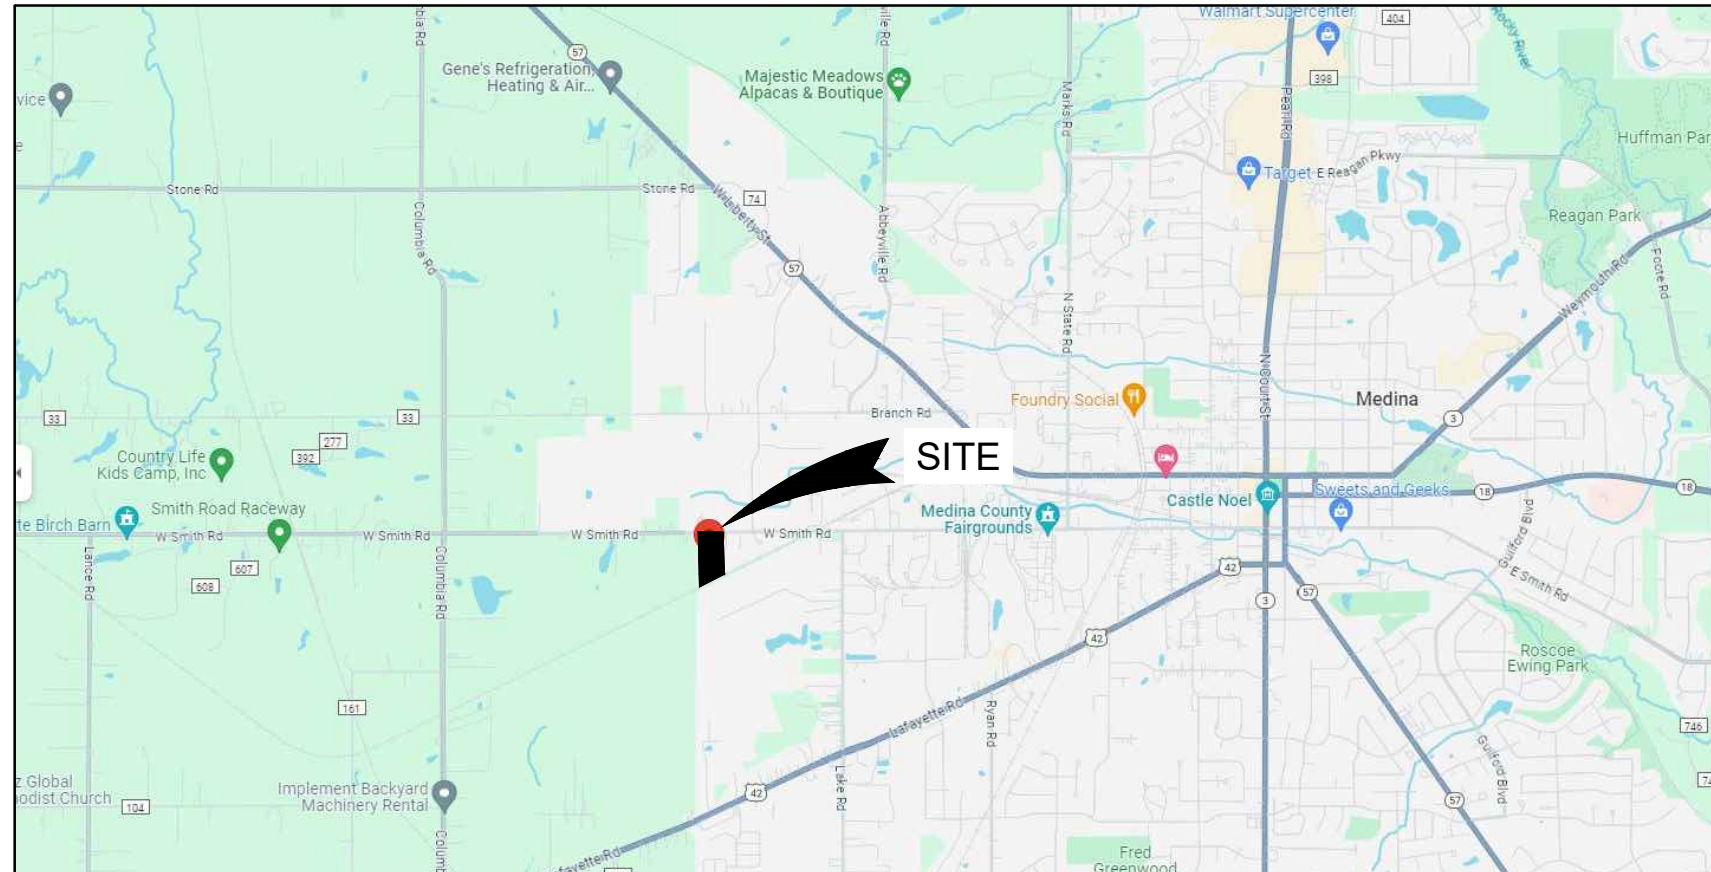 Walmart Supercenter
404
Rocky River
57
Gene's Refrigeration,
Heating & Air...
Majestic Meadows
Alpacas & Boutique
398
Marks Rd
Pearl Rd
vice
Huffman Par
E Reagan Pkwy
Target
Stone Rd
Stone Rd
74
W Liberty St
Columbia Rd
Abbeyville Rd
Reagan Park
Foote Rd
57
Weymouth Rd
N State Rd
N Court St
Medina
Foundry Social
Branch Rd
33
33
3
277
392
Country Life
Kids Camp, Inc
SITE
Sweets and Geeks
18
18
Castle Noel
Smith Road Raceway
te Birch Barn
Medina County
Fairgrounds
W Smith Rd
W Smith Rd
W Smith Rd
W Smith Rd
Lance Rd
607
608
Columbia Rd
42
3
57
Guilford Blvd
E Smith Rd
42
Roscoe
Ewing Park
161
Lafayette Rd
Ryan Rd
746
Guilford Blvd
Lake Rd
z Global
odist Church
104
Implement Backyard
Machinery Rental
42
57
Fred
Greenwood